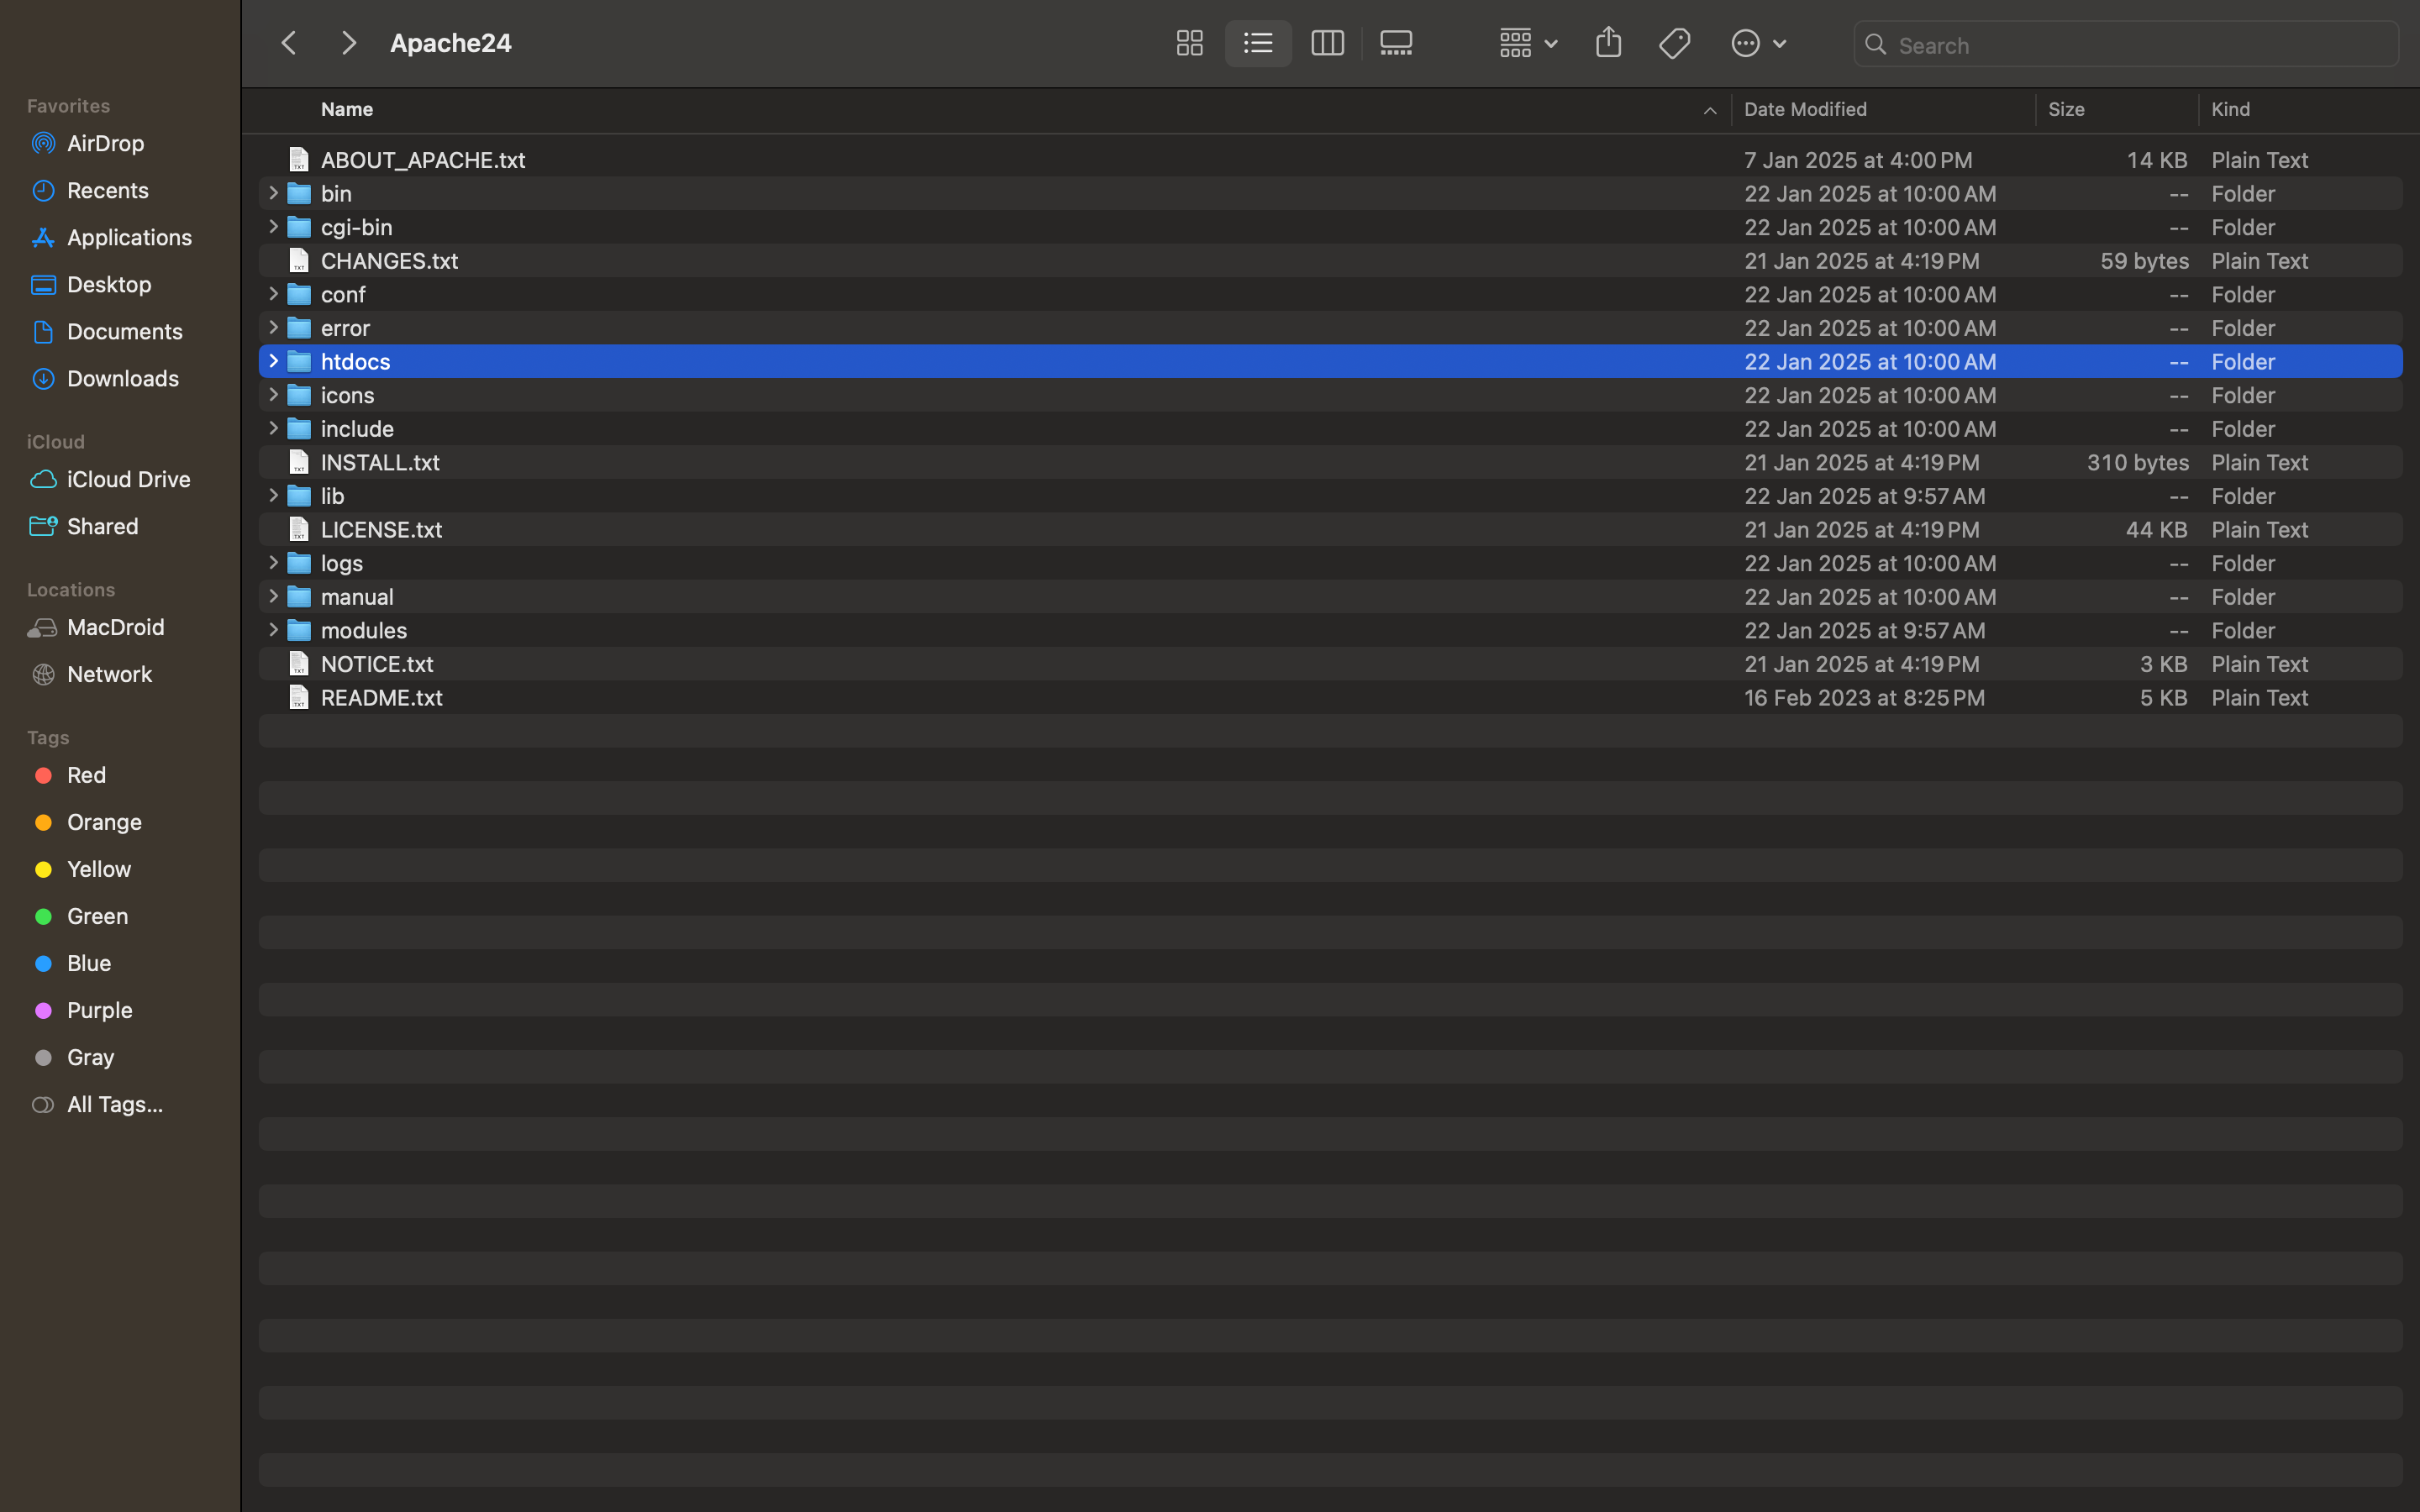 Apache24
Search
Favorites
AirDrop
Recents
Applications
Desktop
Documents
Downloads
iCloud
iCloud Drive
Shared
Locations
MacDroid
Network
Tags
Red
Orange
Yellow
Green
Blue
Purple
Gray
All Tags...
Name Date Modified Size Kind
ABOUT_APACHE.txt 7 Jan 2025 at 4:00 PM 14 KB Plain Text
bin 22 Jan 2025 at 10:00 AM -- Folder
cgi-bin 22 Jan 2025 at 10:00 AM -- Folder
CHANGES.txt 21 Jan 2025 at 4:19 PM 59 bytes Plain Text
conf 22 Jan 2025 at 10:00 AM -- Folder
error 22 Jan 2025 at 10:00 AM -- Folder
htdocs 22 Jan 2025 at 10:00 AM -- Folder
icons 22 Jan 2025 at 10:00 AM -- Folder
include 22 Jan 2025 at 10:00 AM -- Folder
INSTALL.txt 21 Jan 2025 at 4:19 PM 310 bytes Plain Text
lib 22 Jan 2025 at 9:57 AM -- Folder
LICENSE.txt 21 Jan 2025 at 4:19 PM 44 KB Plain Text
logs 22 Jan 2025 at 10:00 AM -- Folder
manual 22 Jan 2025 at 10:00 AM -- Folder
modules 22 Jan 2025 at 9:57 AM -- Folder
NOTICE.txt 21 Jan 2025 at 4:19 PM 3 KB Plain Text
README.txt 16 Feb 2023 at 8:25 PM 5 KB Plain Text